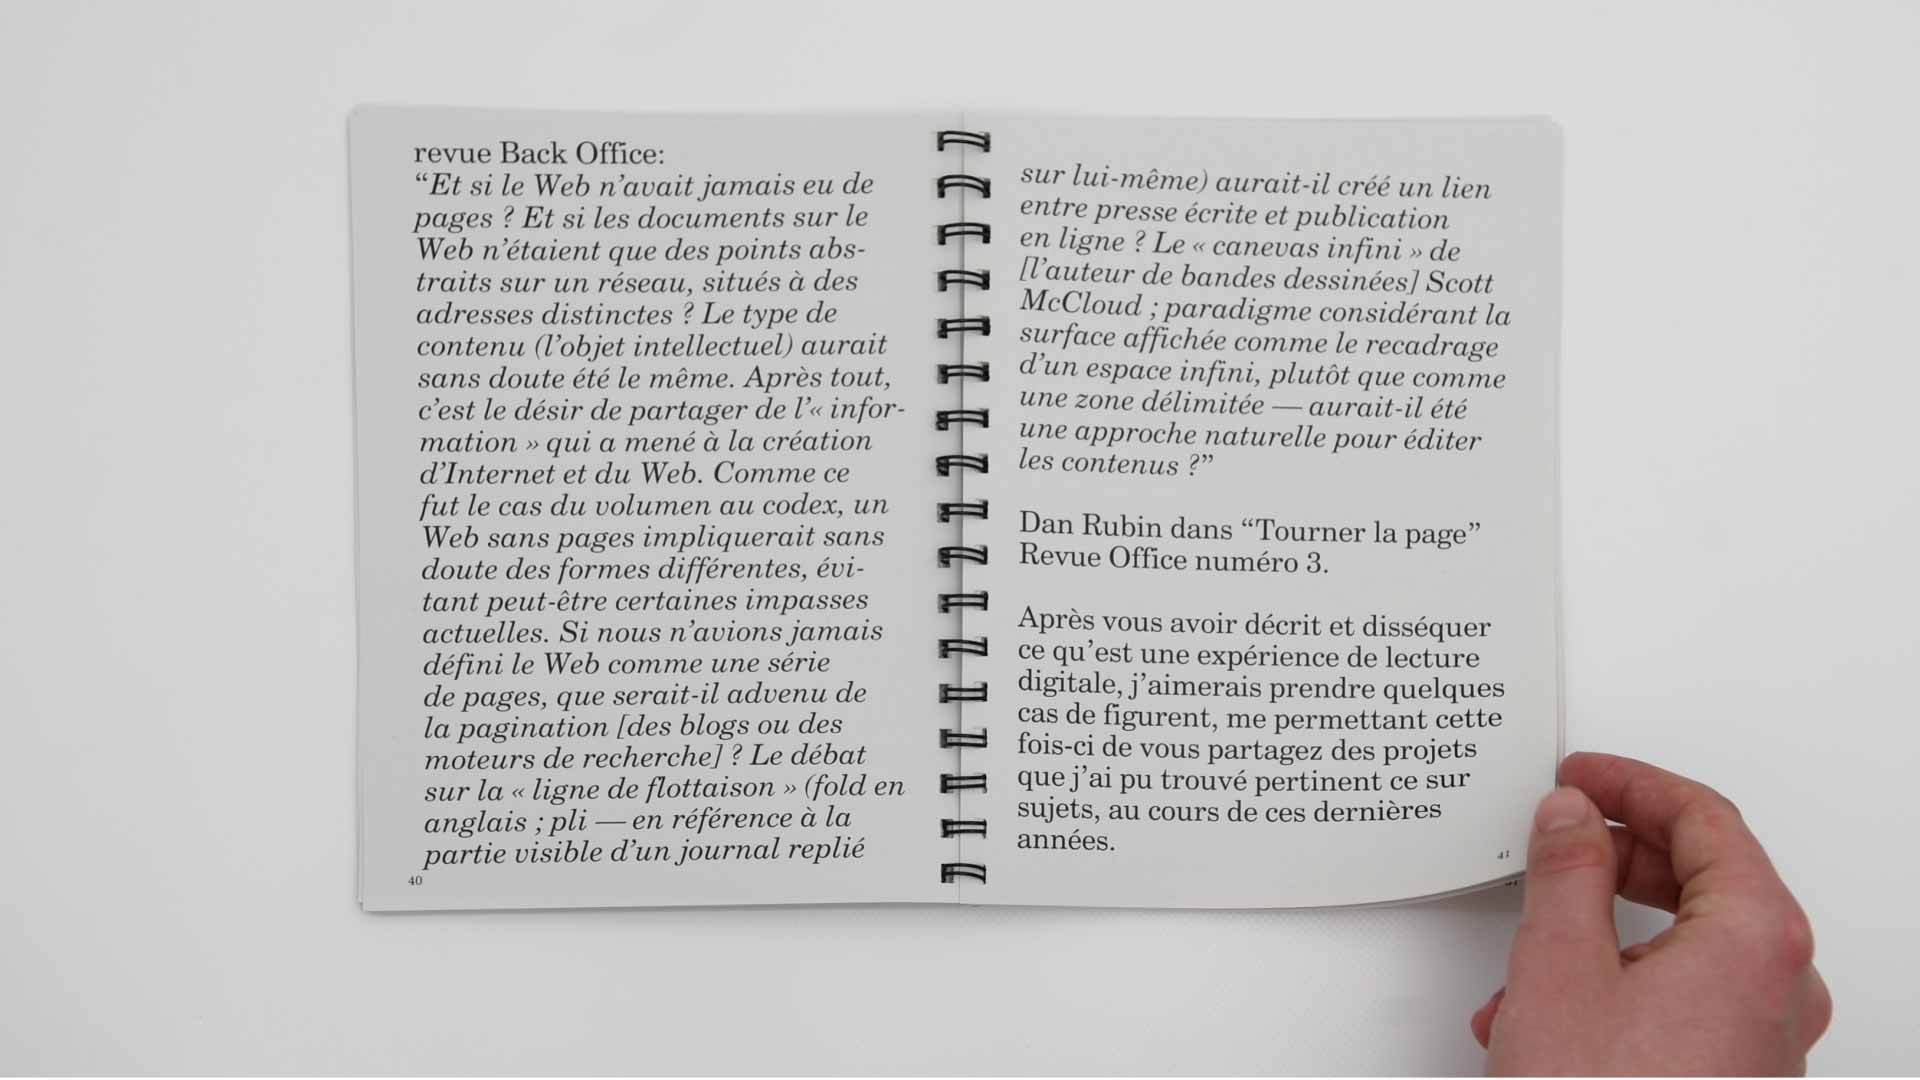 revue Back Office:
“Et si le Web n’avait jamais eu de
pages ? Et si les documents sur le
Web n’étaient que des points abs-
traits sur un réseau, situés à des
adresses distinctes ? Le type de
contenu (l’objet intellectuel) aurait
sans doute été le même. Après tout,
c’est le désir de partager de l’« infor-
mation » qui a mené à la création
d’Internet et du Web. Comme ce
fut le cas du volumen au codex, un
Web sans pages impliquerait sans
doute des formes différentes, évi-
tant peut-être certaines impasses
actuelles. Si nous n’avions jamais
défini le Web comme une série
de pages, que serait-il advenu de
la pagination [des blogs ou des
moteurs de recherche] ? Le débat
sur la « ligne de flottaison » (fold en
anglais ; pli — en référence à la
partie visible d’un journal replié
40
sur lui-même) aurait-il créé un lien
entre presse écrite et publication
en ligne ? Le « canevas infini » de
[l’auteur de bandes dessinées] Scott
McCloud ; paradigme considérant la
surface affichée comme le recadrage
d’un espace infini, plutôt que comme
une zone délimitée — aurait-il été
une approche naturelle pour éditer
les contenus ?”
Dan Rubin dans “Tourner la page”
Revue Office numéro 3.
Après vous avoir décrit et disséquer
ce qu’est une expérience de lecture
digitale, j’aimerais prendre quelques
cas de figurent, me permettant cette
fois-ci de vous partagez des projets
que j’ai pu trouvé pertinent ce sur
sujets, au cours de ces dernières
années.
41